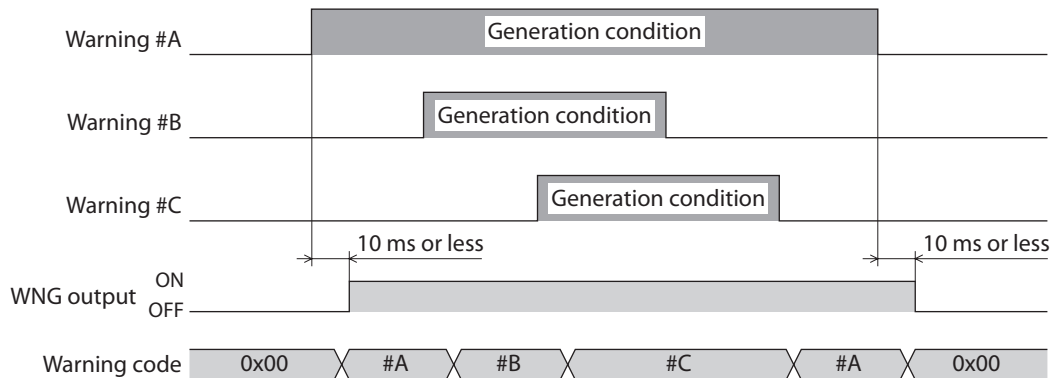 Warning #A
Generation condition
Warning #B
Generation condition
Warning #C
Generation condition
10 ms or less
10 ms or less
WNG output
ON
OFF
Warning code
0x00
#A
#B
#C
#A
0x00